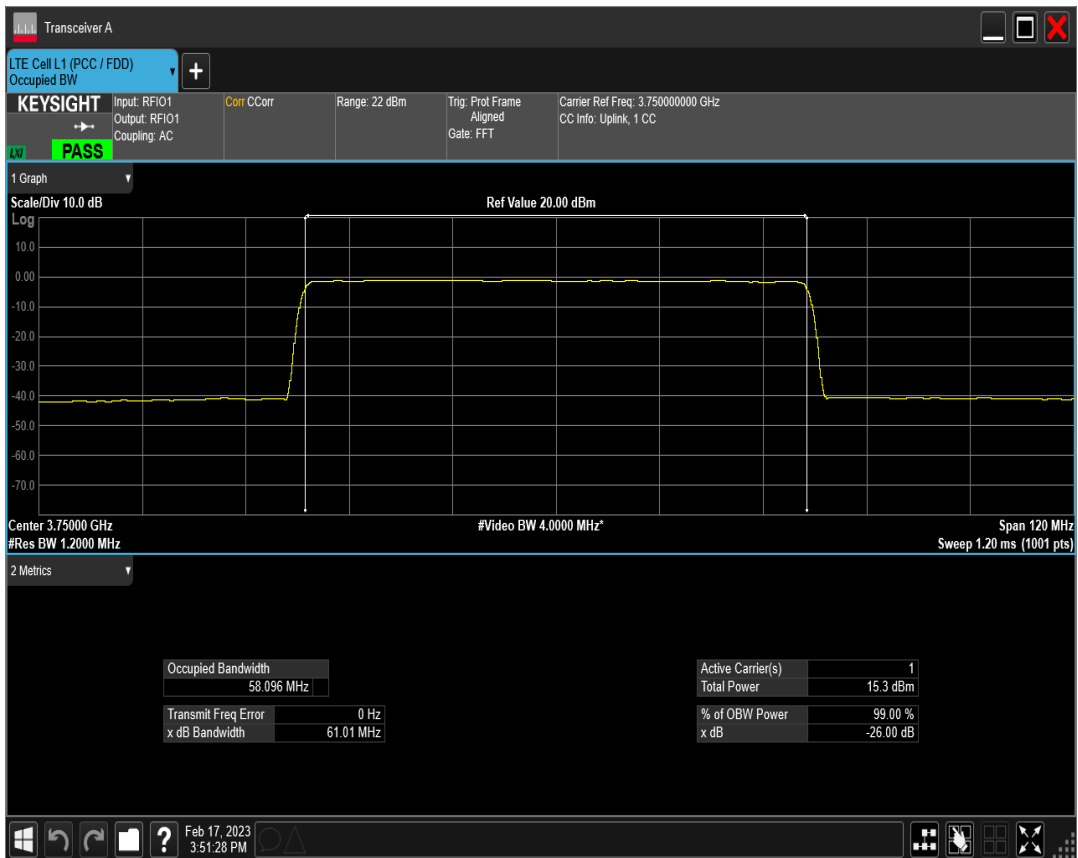 Transceiver A
LTE Cell L1 (PCC / FDD)
Occupied BW
KEYSIGHT
LXI
PASS
Input: RFIO1
Output: RFIO1
Coupling: AC
Corr CCorr
Range: 22 dBm
Trig: Prot Frame
Aligned
Gate: FFT
Carrier Ref Freq: 3.750000000 GHz
CC Info: Uplink, 1 CC
1 Graph
Scale/Div 10.0 dB
Ref Value 20.00 dBm
Log
10.0
0.00
-10.0
-20.0
-30.0
-40.0
-50.0
-60.0
-70.0
Center 3.75000 GHz
#Video BW 4.0000 MHz*
Span 120 MHz
#Res BW 1.2000 MHz
Sweep 1.20 ms (1001 pts)
2 Metrics
Occupied Bandwidth
58.096 MHz
Transmit Freq Error 0 Hz
x dB Bandwidth 61.01 MHz
Active Carrier(s) 1
Total Power 15.3 dBm
% of OBW Power 99.00 %
x dB -26.00 dB
Feb 17, 2023
3:51:28 PM